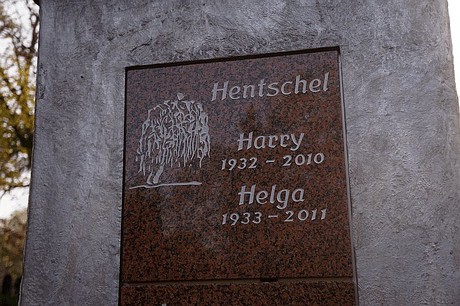 Hentschel
Harry
1932 – 2010
Helga
1933 – 2011